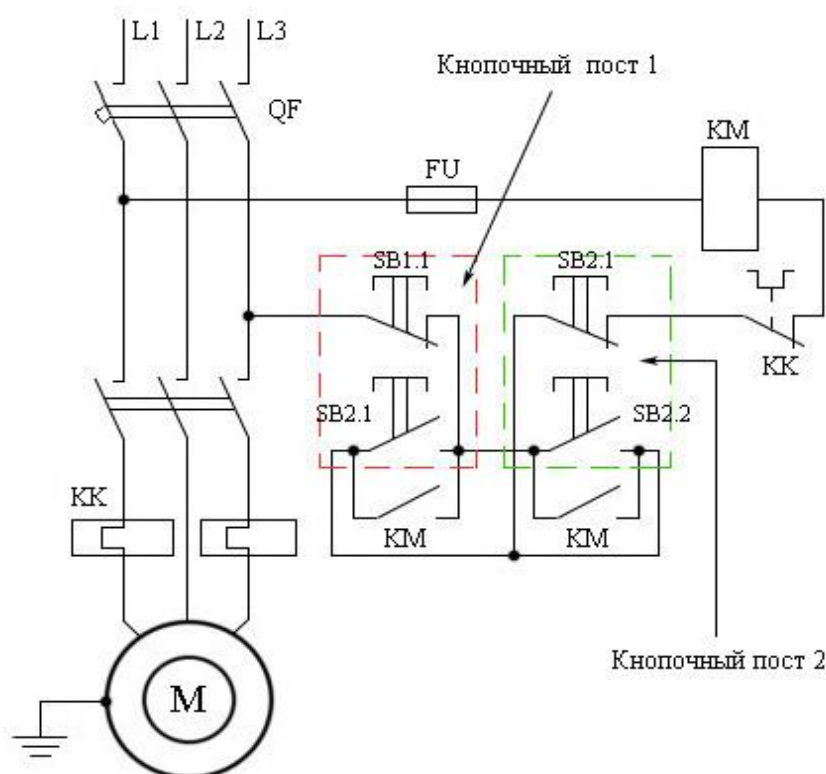 L1 L2 L3
Кнопочный пост 1
QF
FU
KM
SB1.1
SB2.1
KK
SB2.1
SB2.2
KK
KM
KM
Кнопочный пост 2
M